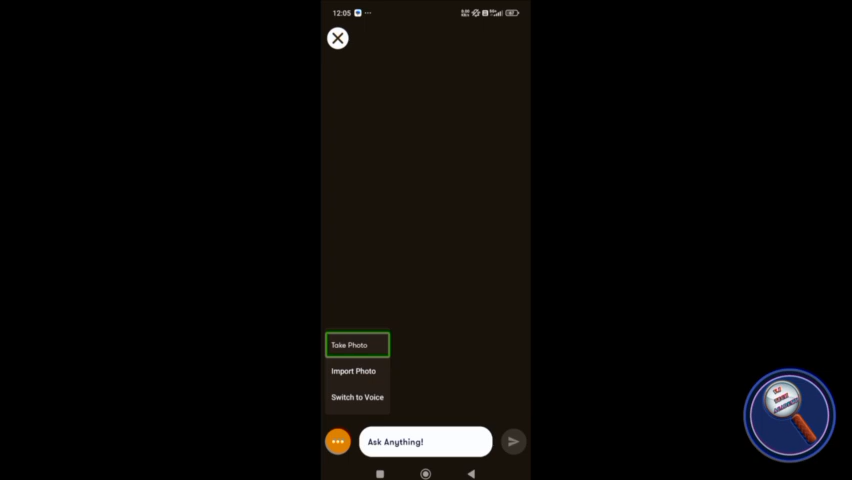 12:05
Take Photo
Import Photo
Switch to Voice
Ask Anything!